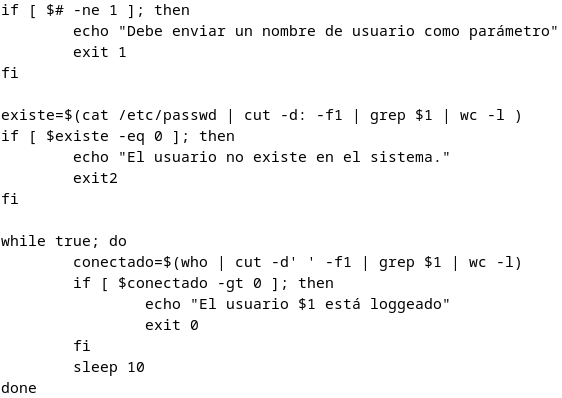 if [ $# -ne 1 ]; then
        echo "Debe enviar un nombre de usuario como parámetro"
        exit 1
fi

existe=$(cat /etc/passwd | cut -d: -f1 | grep $1 | wc -l )
if [ $existe -eq 0 ]; then
        echo "El usuario no existe en el sistema."
        exit2
fi

while true; do
        conectado=$(who | cut -d' ' -f1 | grep $1 | wc -l)
        if [ $conectado -gt 0 ]; then
                echo "El usuario $1 está loggeado"
                exit 0
        fi
        sleep 10
done